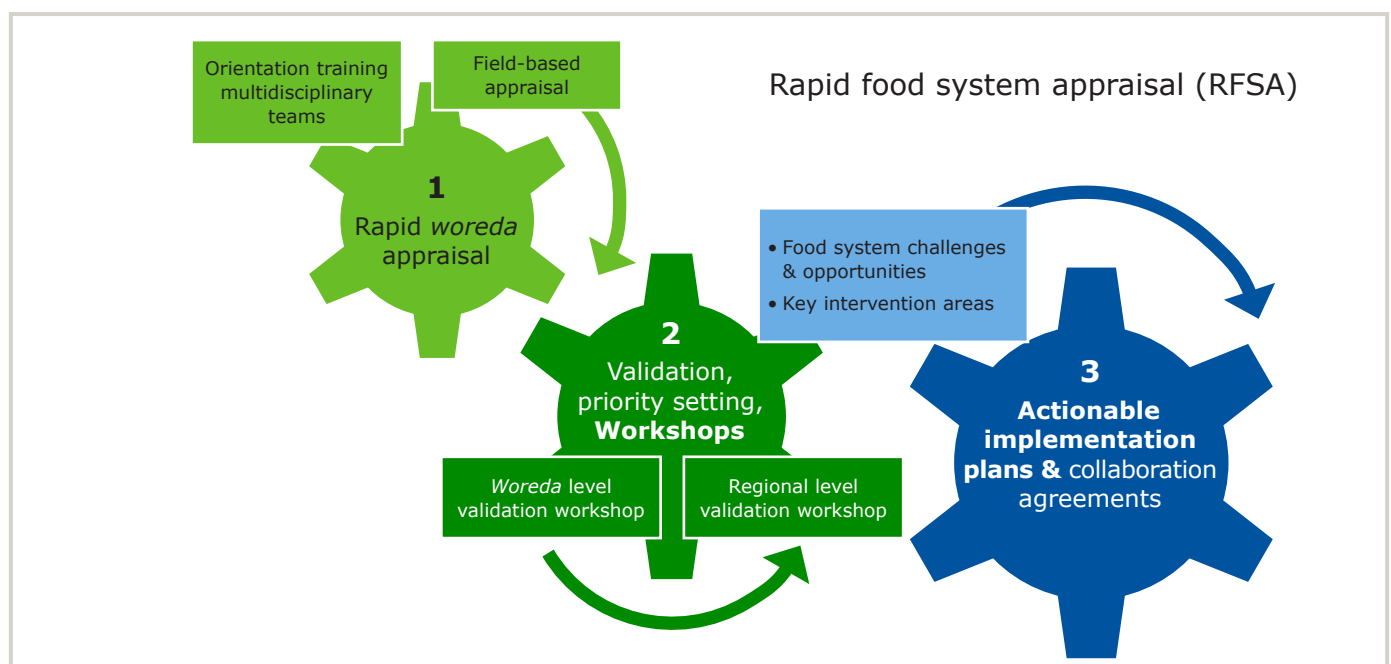 Rapid food system appraisal (RFSA)
Orientation training
multidisciplinary
teams
Field-based
appraisal
1
Rapid woreda
appraisal
2
Validation,
priority setting,
Workshops
Woreda level
validation workshop
Regional level
validation workshop
• Food system challenges
& opportunities
• Key intervention areas
3
Actionable
implementation
plans & collaboration
agreements